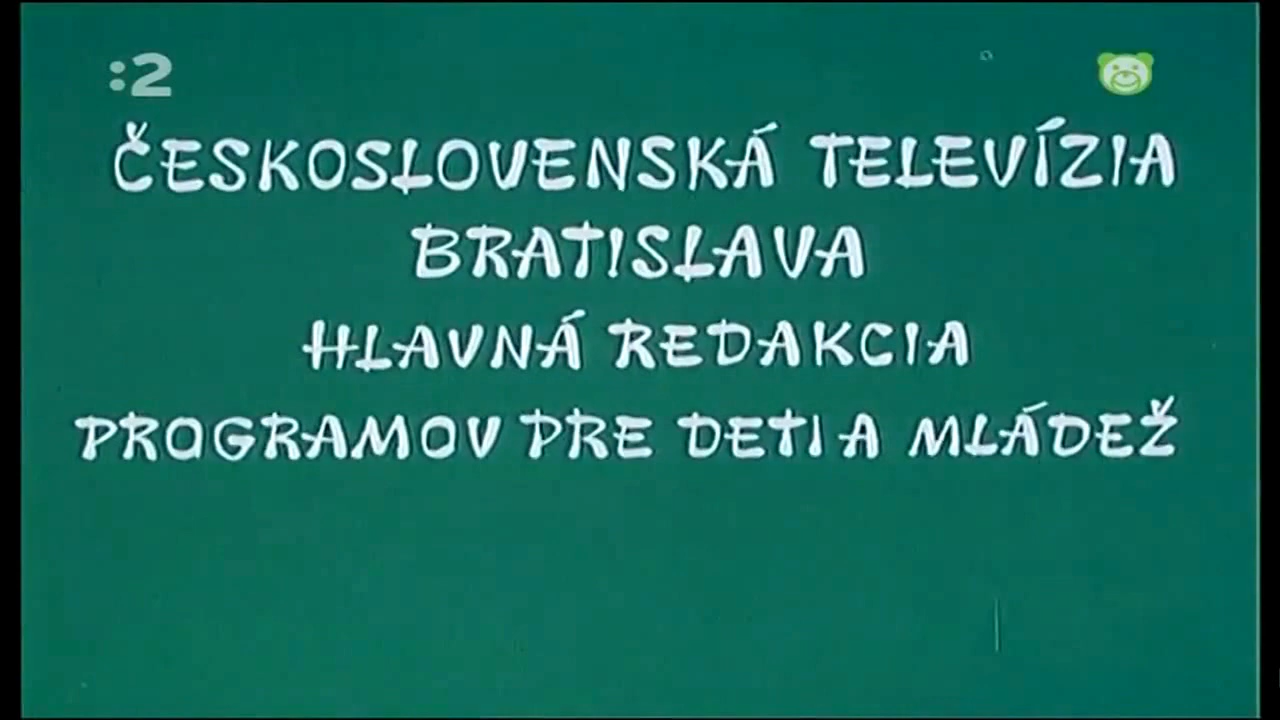 :2
ČESKOSLOVENSKÁ TELEVÍZIA
BRATISLAVA
HLAVNÁ REDAKCIA
PROGRAMOV PRE DETI A MLÁDEŽ